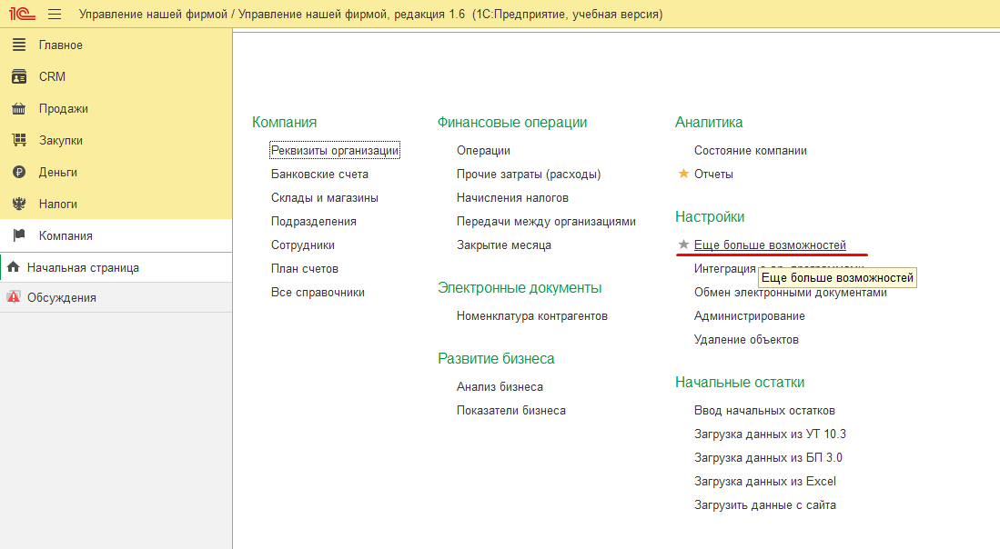 1С Управление нашей фирмой / Управление нашей фирмой, редакция 1.6 (1С:Предприятие, учебная версия)
Главное
CRM
Продажи
Закупки
Деньги
Налоги
Компания
Начальная страница
Обсуждения
Компания
Реквизиты организации
Банковские счета
Склады и магазины
Подразделения
Сотрудники
План счетов
Все справочники
Финансовые операции
Операции
Прочие затраты (расходы)
Начисления налогов
Передачи между организациями
Закрытие месяца
Электронные документы
Номенклатура контрагентов
Развитие бизнеса
Анализ бизнеса
Показатели бизнеса
Аналитика
Состояние компании
Отчеты
Настройки
Еще больше возможностей
Интеграция с др. программами
Еще больше возможностей
Обмен электронными документами
Администрирование
Удаление объектов
Начальные остатки
Ввод начальных остатков
Загрузка данных из УТ 10.3
Загрузка данных из БП 3.0
Загрузка данных из Excel
Загрузить данные с сайта